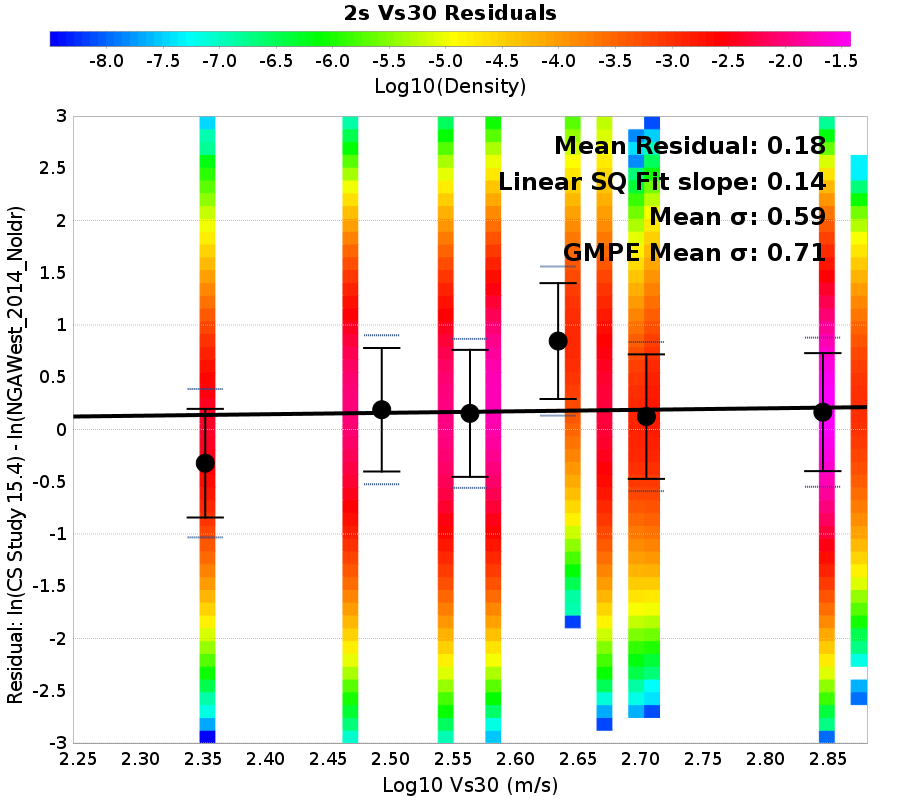 2s Vs30 Residuals
-8.0 -7.5 -7.0 -6.5 -6.0 -5.5 -5.0 -4.5 -4.0 -3.5 -3.0 -2.5 -2.0 -1.5
Log10(Density)
Mean Residual: 0.18
Linear SQ Fit slope: 0.14
Mean σ: 0.59
GMPE Mean σ: 0.71
Residual: ln(CS Study 15.4) - ln(NGAWest_2014_NoIdr)
3
2.5
2
1.5
1
0.5
0
-0.5
-1
-1.5
-2
-2.5
-3
2.25 2.30 2.35 2.40 2.45 2.50 2.55 2.60 2.65 2.70 2.75 2.80 2.85
Log10 Vs30 (m/s)